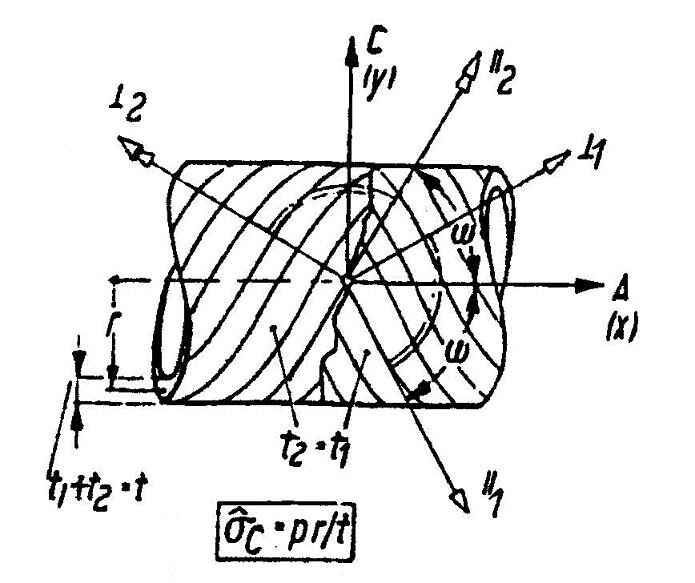 C
(y)
∥2
⊥2
⊥1
ω
A
(x)
r
ω
t2=t1
t1+t2=t
∥1
σ̂C=pr/t